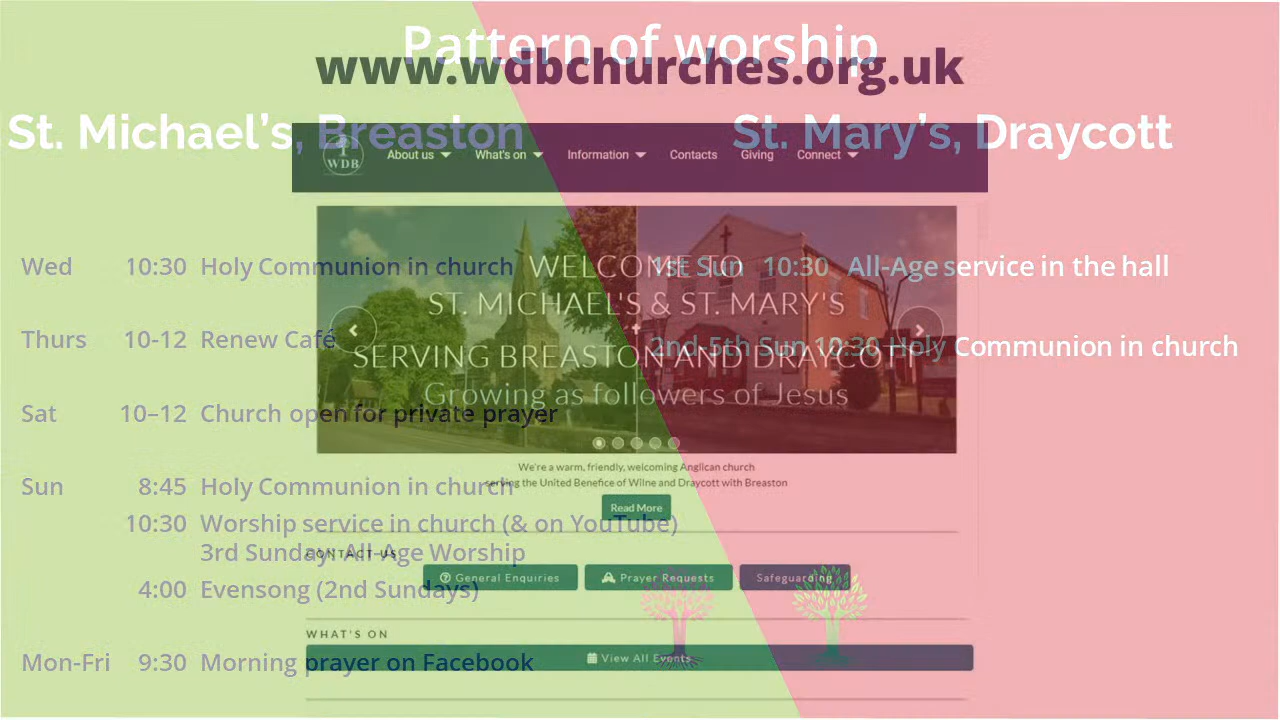 Pattern of worship
www.wdbchurches.org.uk
St. Michael's, Breaston
St. Mary's, Draycott
WDB
About us What's on Information Contacts Giving Connect
Wed 10:30 Holy Communion in church
Thurs 10-12 Renew Café
Sat 10–12 Church open for private prayer
Sun 8:45 Holy Communion in church
10:30 Worship service in church (& on YouTube)
3rd Sunday All-Age Worship
4:00 Evensong (2nd Sundays)
Mon-Fri 9:30 Morning prayer on Facebook
1st Sun 10:30 All-Age service in the hall
2nd-5th Sun 10:30 Holy Communion in church
WELCOME TO
ST. MICHAEL'S & ST. MARY'S
+
SERVING BREASTON AND DRAYCOTT
Growing as followers of Jesus
We're a warm, friendly, welcoming Anglican church
serving the United Benefice of Wilne and Draycott with Breaston
Read More
CONTACT US
General Enquiries Prayer Requests Safeguarding
WHAT'S ON
View All Events